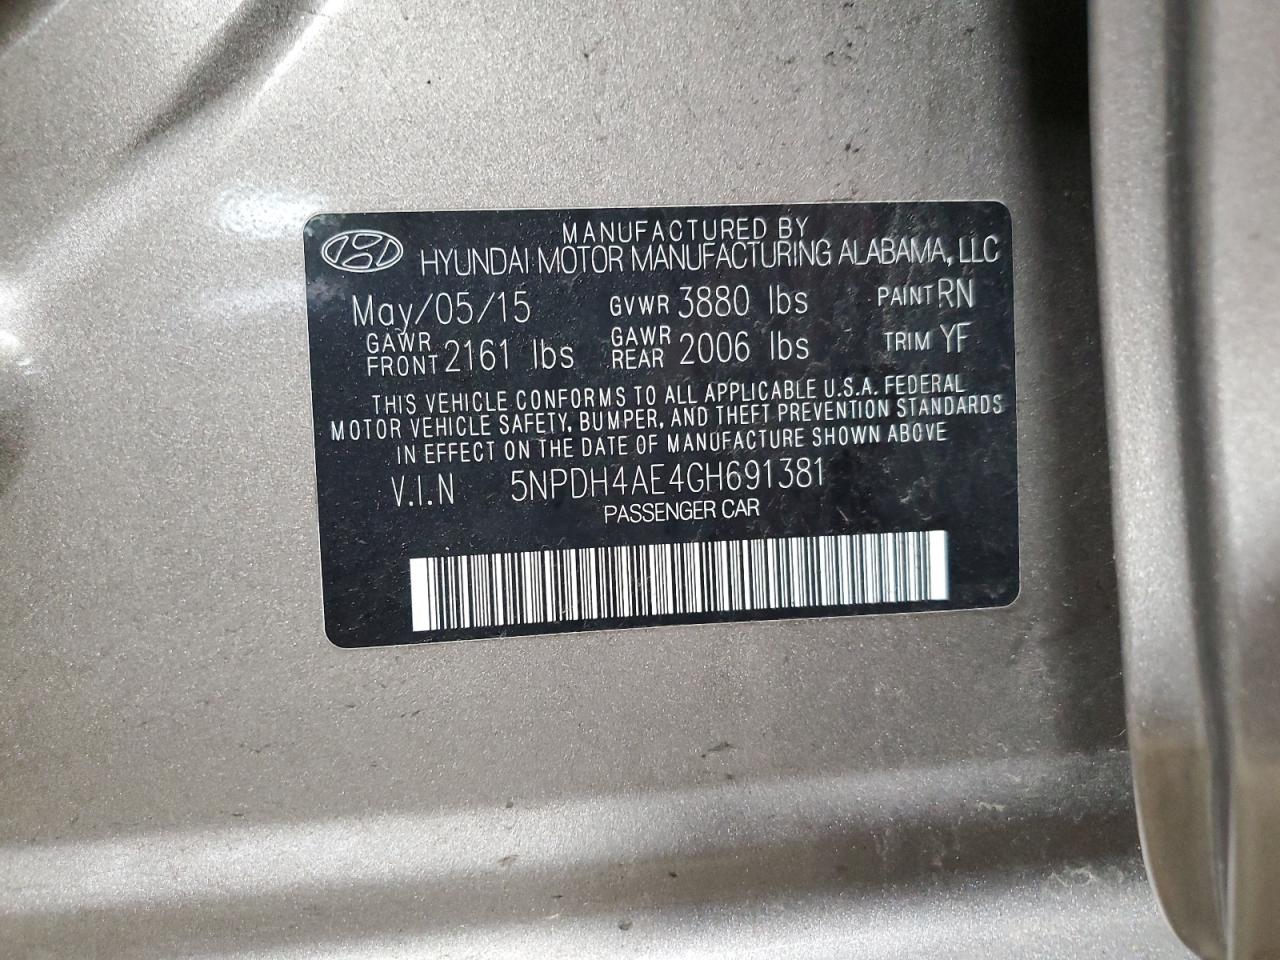 MANUFACTURED BY
HYUNDAI MOTOR MANUFACTURING ALABAMA, LLC
May/05/15 GVWR 3880 lbs PAINT RN
GAWR FRONT 2161 lbs GAWR REAR 2006 lbs TRIM YF
THIS VEHICLE CONFORMS TO ALL APPLICABLE U.S.A. FEDERAL
MOTOR VEHICLE SAFETY, BUMPER, AND THEFT PREVENTION STANDARDS
IN EFFECT ON THE DATE OF MANUFACTURE SHOWN ABOVE
V.I.N 5NPDH4AE4GH691381
PASSENGER CAR